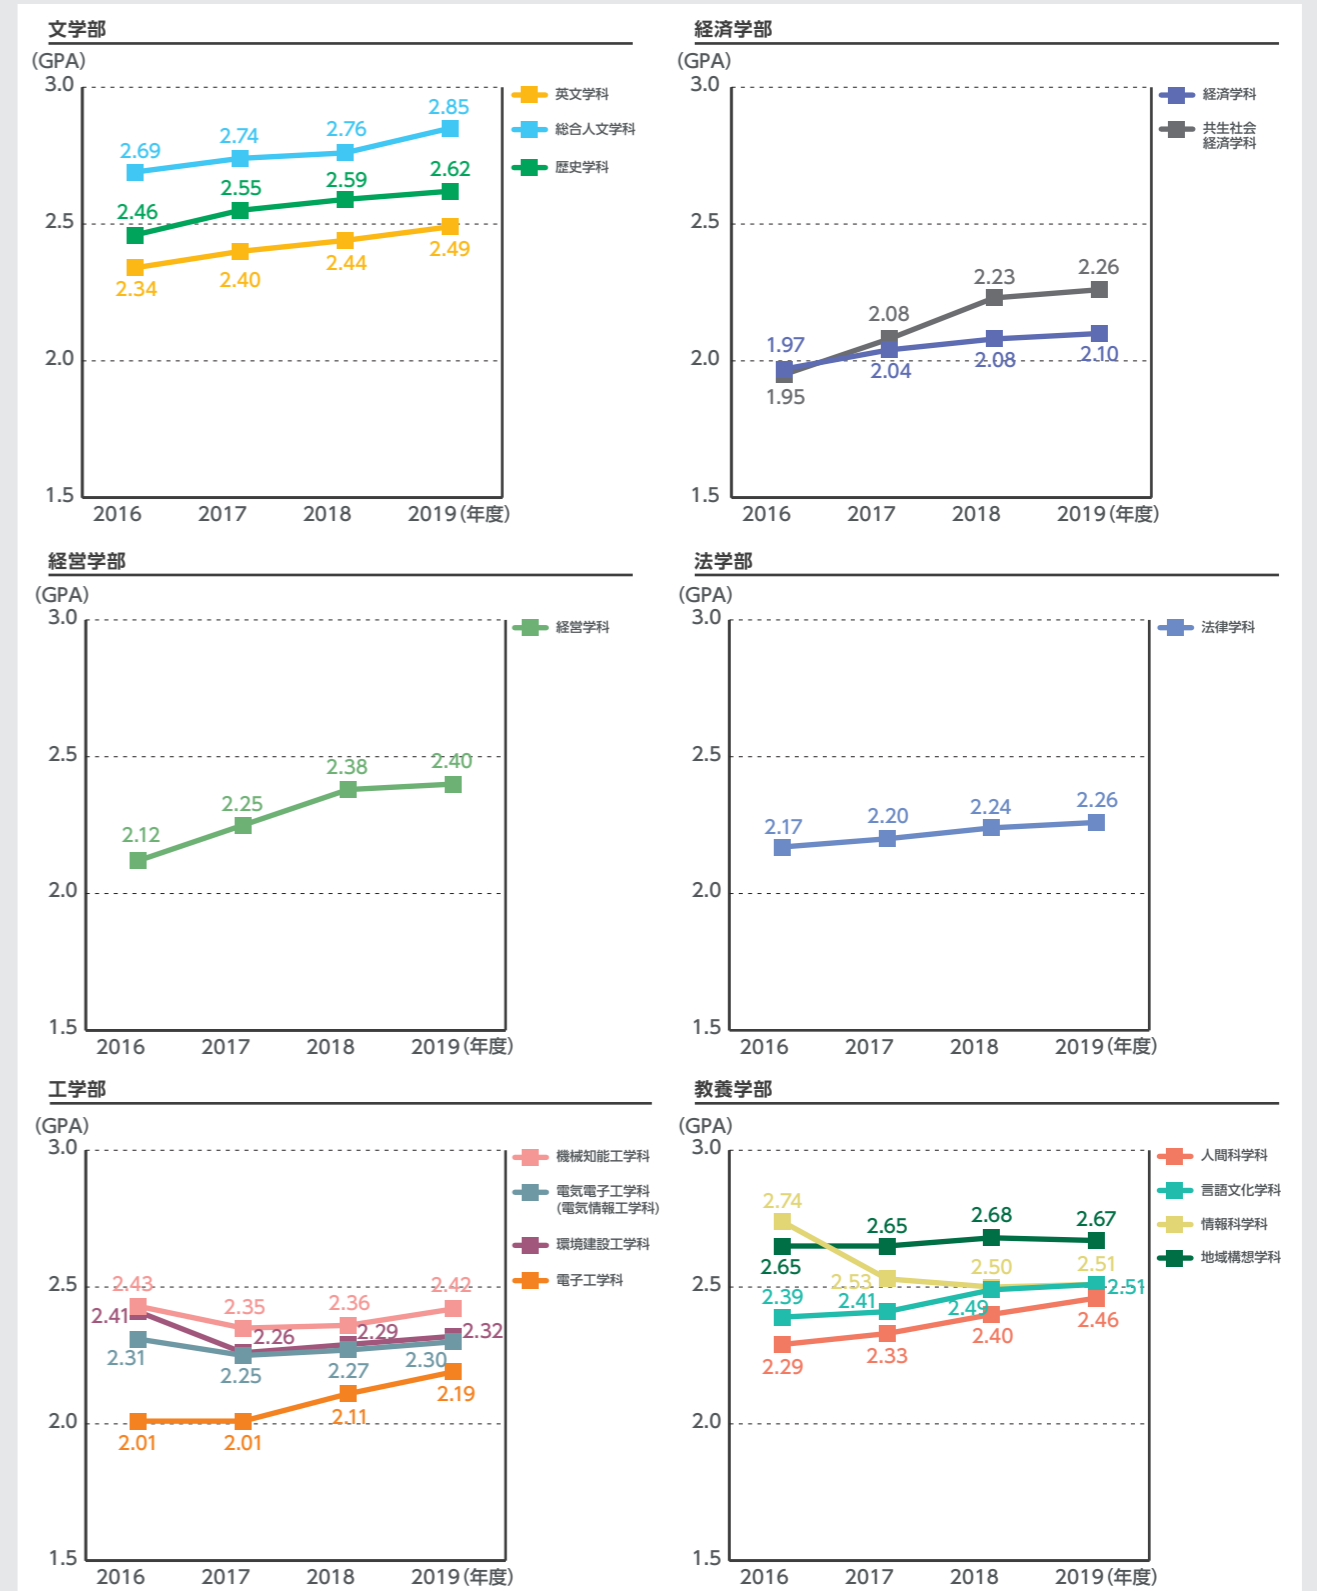 文学部
(GPA)
3.0
2.5
2.0
1.5
2.69
2.74
2.76
2.85
2.46
2.55
2.59
2.62
2.34
2.40
2.44
2.49
2016
2017
2018
2019(年度)
英文学科
総合人文学科
歴史学科
経済学部
(GPA)
3.0
2.5
2.0
1.5
1.97
2.04
2.08
2.10
1.95
2.08
2.23
2.26
2016
2017
2018
2019(年度)
経済学科
共生社会
経済学科
経営学部
(GPA)
3.0
2.5
2.0
1.5
2.12
2.25
2.38
2.40
2016
2017
2018
2019(年度)
経営学科
法学部
(GPA)
3.0
2.5
2.0
1.5
2.17
2.20
2.24
2.26
2016
2017
2018
2019(年度)
法律学科
工学部
(GPA)
3.0
2.5
2.0
1.5
2.43
2.35
2.36
2.42
2.41
2.26
2.29
2.32
2.31
2.25
2.27
2.30
2.01
2.01
2.11
2.19
2016
2017
2018
2019(年度)
機械知能工学科
電気電子工学科
(電気情報工学科)
環境建設工学科
電子工学科
教養学部
(GPA)
3.0
2.5
2.0
1.5
2.74
2.53
2.50
2.51
2.65
2.65
2.68
2.67
2.39
2.41
2.49
2.51
2.29
2.33
2.40
2.46
2016
2017
2018
2019(年度)
人間科学科
言語文化学科
情報科学科
地域構想学科